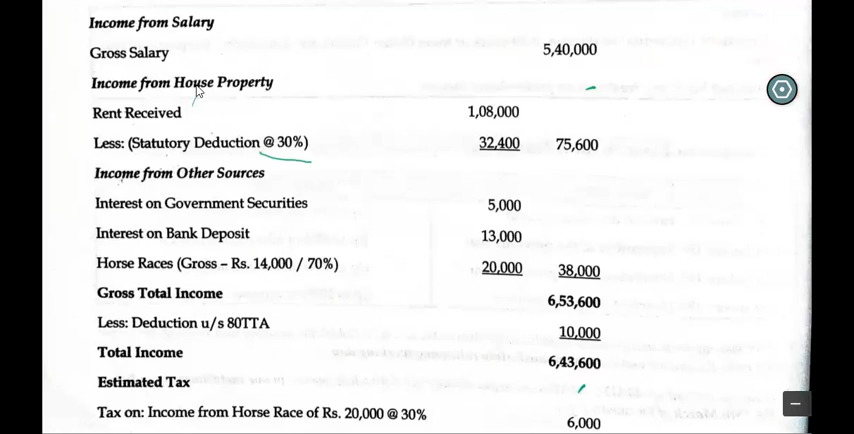 Income from Salary
Gross Salary 5,40,000
Income from House Property
Rent Received 1,08,000
Less: (Statutory Deduction @ 30%) 32,400 75,600
Income from Other Sources
Interest on Government Securities 5,000
Interest on Bank Deposit 13,000
Horse Races (Gross – Rs. 14,000 / 70%) 20,000 38,000
Gross Total Income 6,53,600
Less: Deduction u/s 80TTA 10,000
Total Income 6,43,600
Estimated Tax
Tax on: Income from Horse Race of Rs. 20,000 @ 30% 6,000